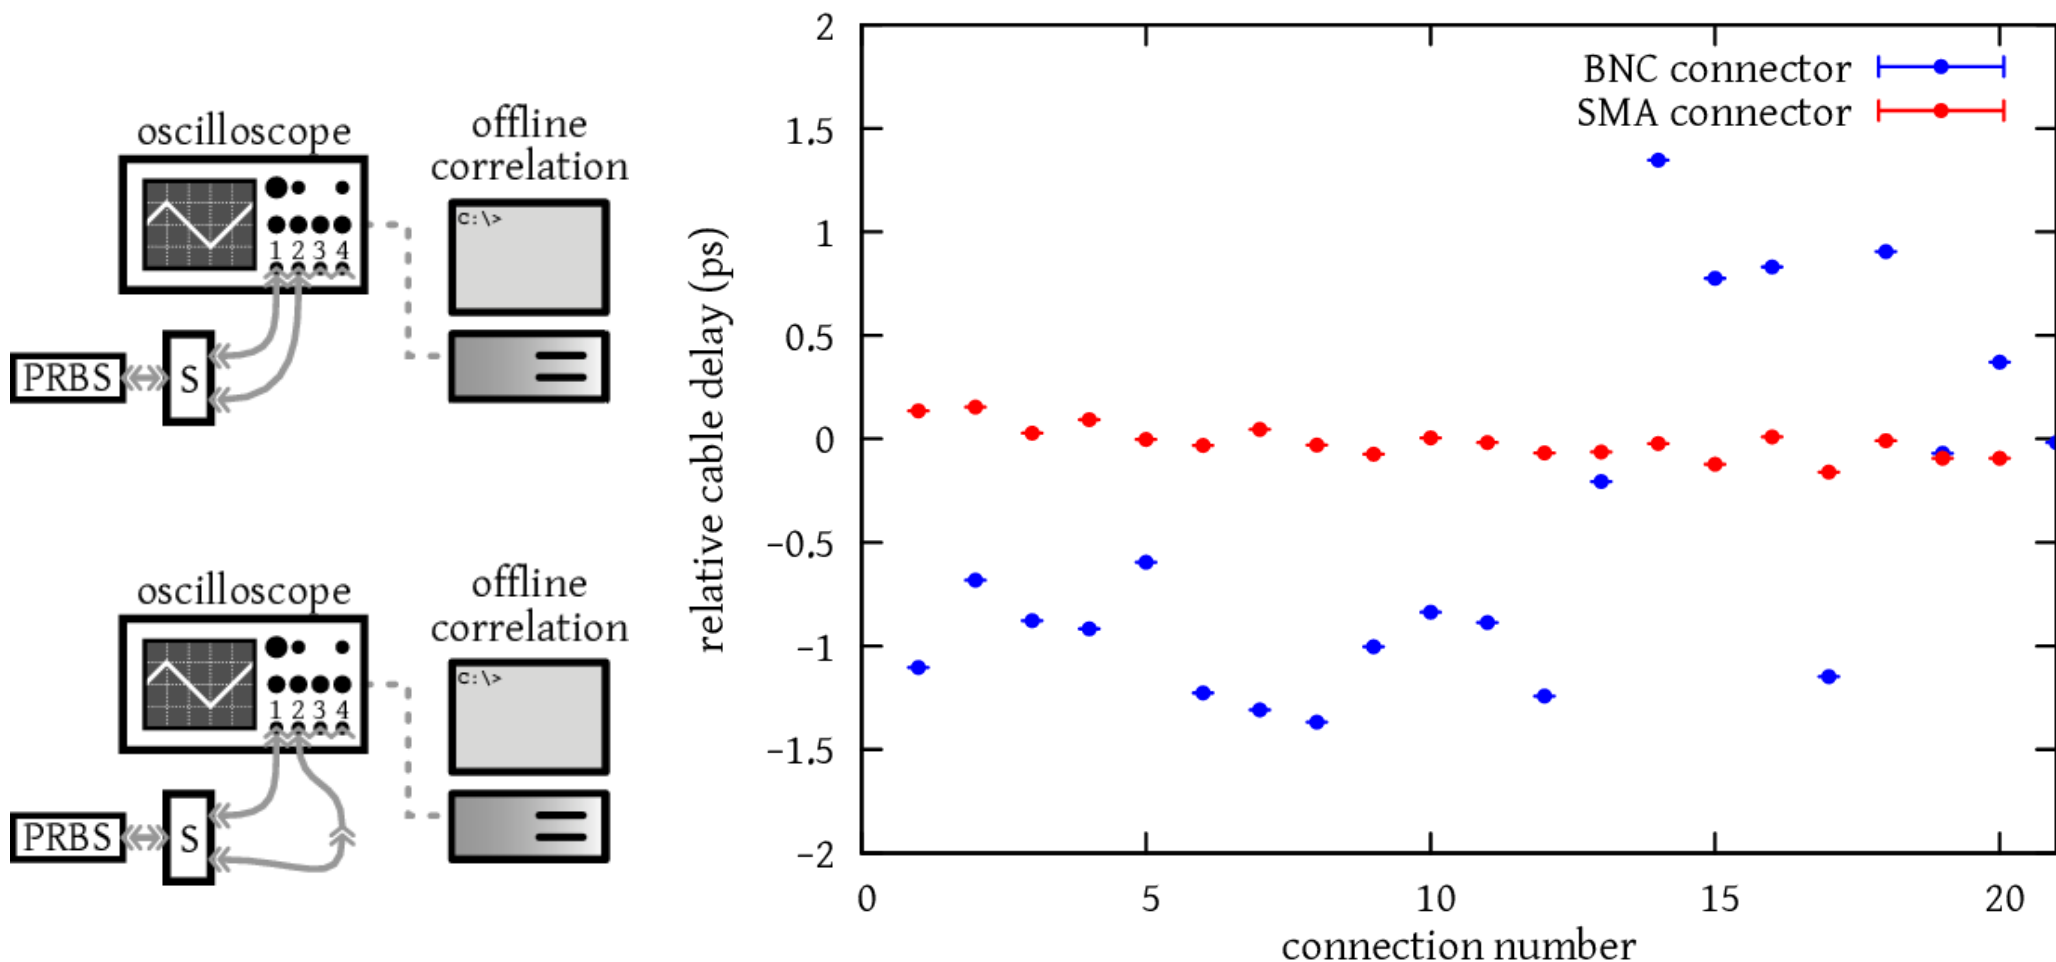 oscilloscope
offline
correlation
C:\>
1 2 3 4
PRBS
S
oscilloscope
offline
correlation
C:\>
1 2 3 4
PRBS
S
BNC connector
SMA connector
relative cable delay (ps)
2
1.5
1
0.5
0
−0.5
−1
−1.5
−2
0 5 10 15 20
connection number